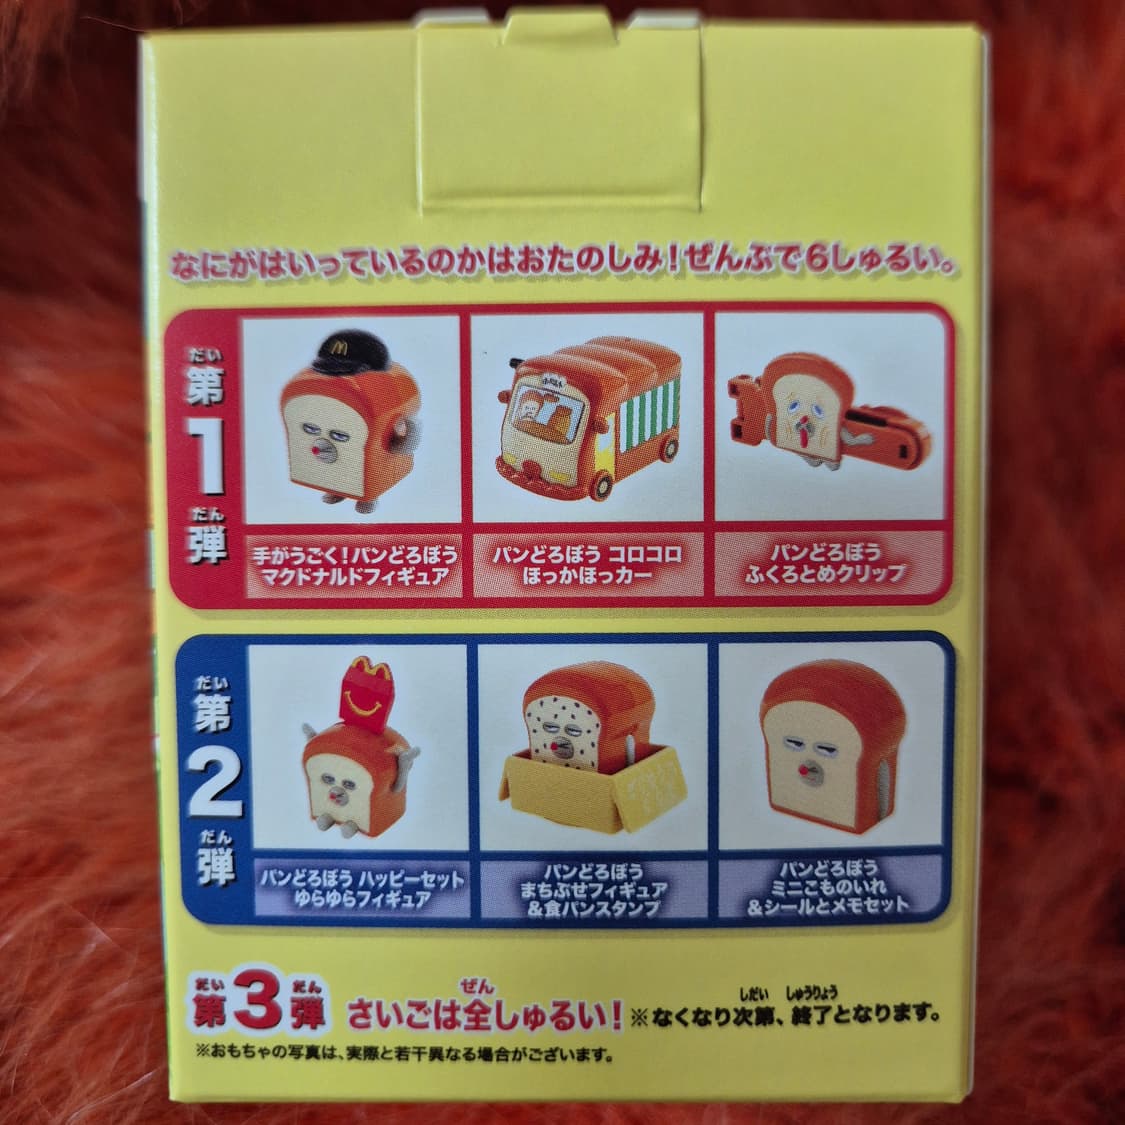 なにがはいっているのかはおたのしみ！ぜんぶで6しゅるい。
だい
第
1
だん
弾
手がうごく！パンどろぼう
マクドナルドフィギュア
パンどろぼう コロコロ
ほっかほっカー
パンどろぼう
ふくろとめクリップ
だい
第
2
だん
弾
パンどろぼう ハッピーセット
ゆらゆらフィギュア
パンどろぼう
まちぶせフィギュア
＆食パンスタンプ
パンどろぼう
ミニこものいれ
＆シールとメモセット
だい だん ぜん しだい しゅうりょう
第3弾 さいごは全しゅるい！ ※なくなり次第、終了となります。
※おもちゃの写真は、実際と若干異なる場合がございます。